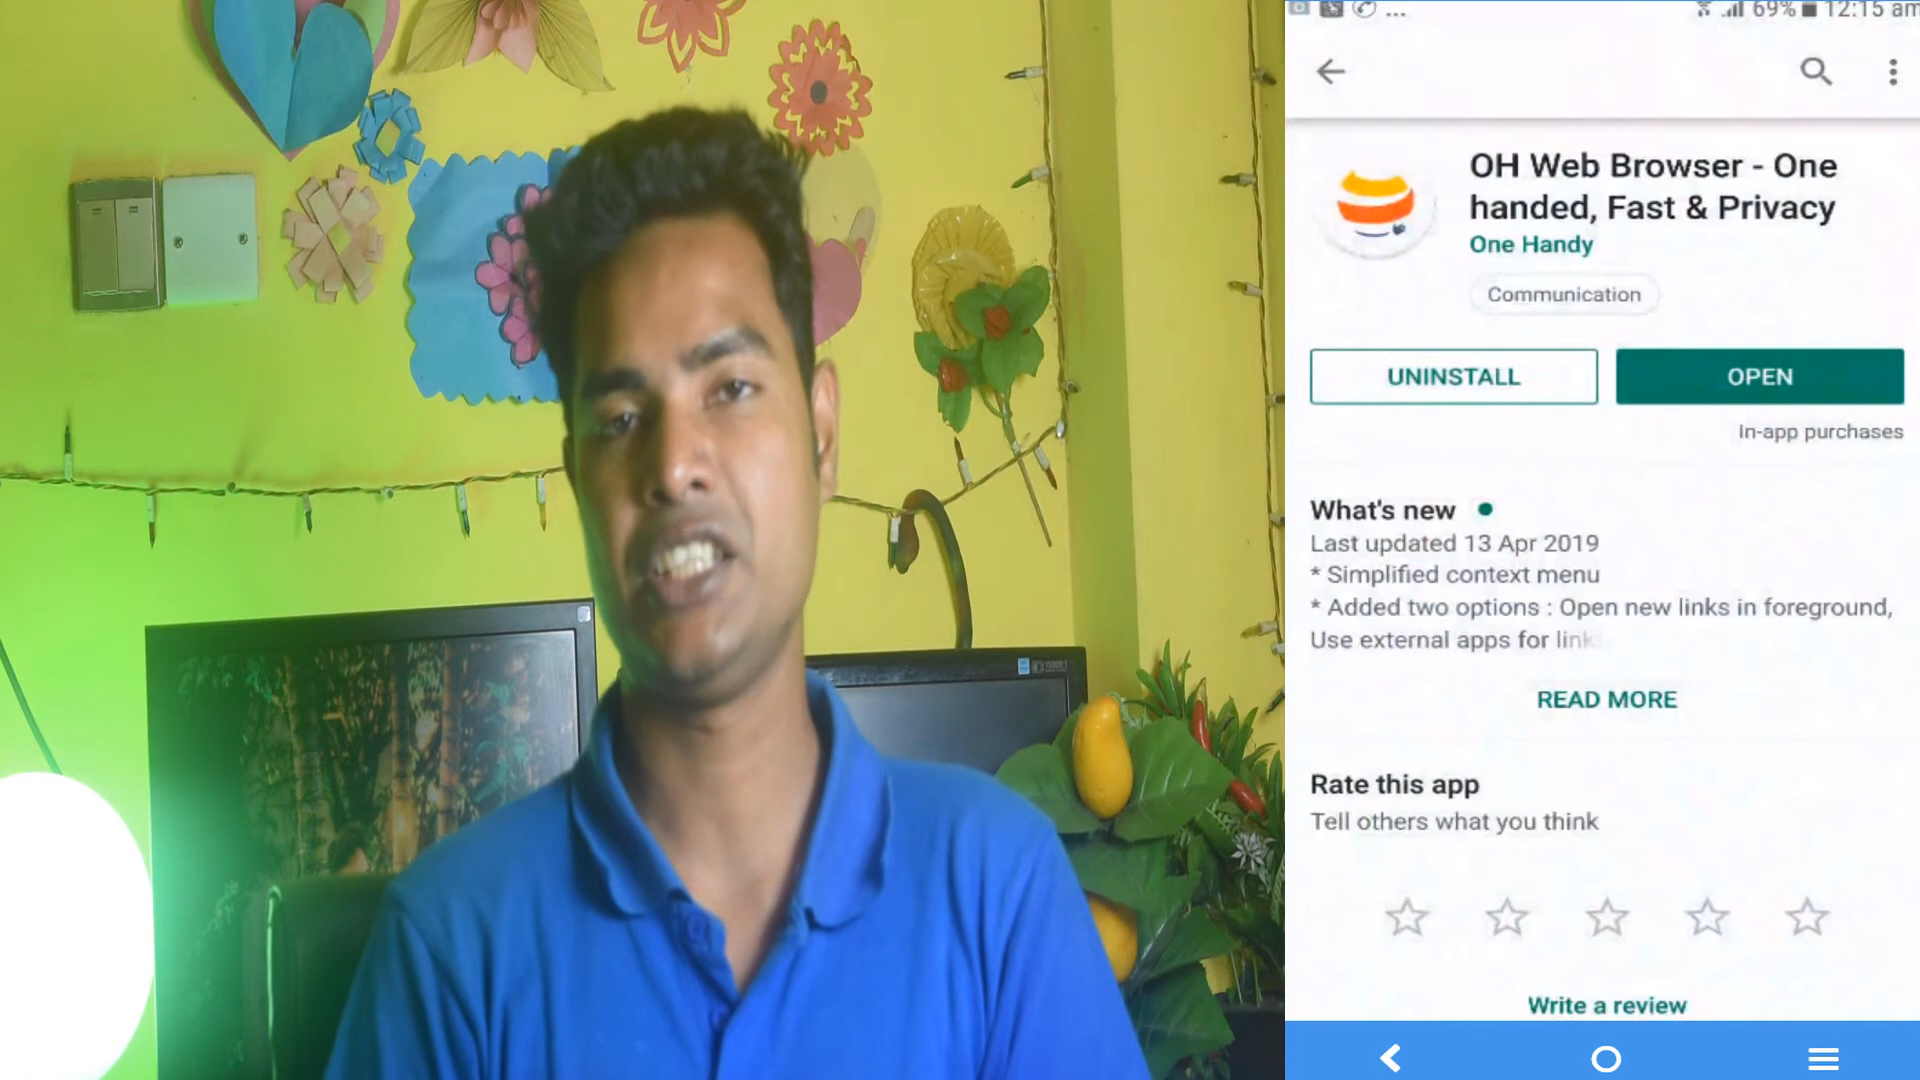 ...
69% 12:15 am
OH Web Browser - One
handed, Fast & Privacy
One Handy
Communication
UNINSTALL
OPEN
In-app purchases
What's new
Last updated 13 Apr 2019
* Simplified context menu
* Added two options : Open new links in foreground,
Use external apps for link
READ MORE
Rate this app
Tell others what you think
Write a review